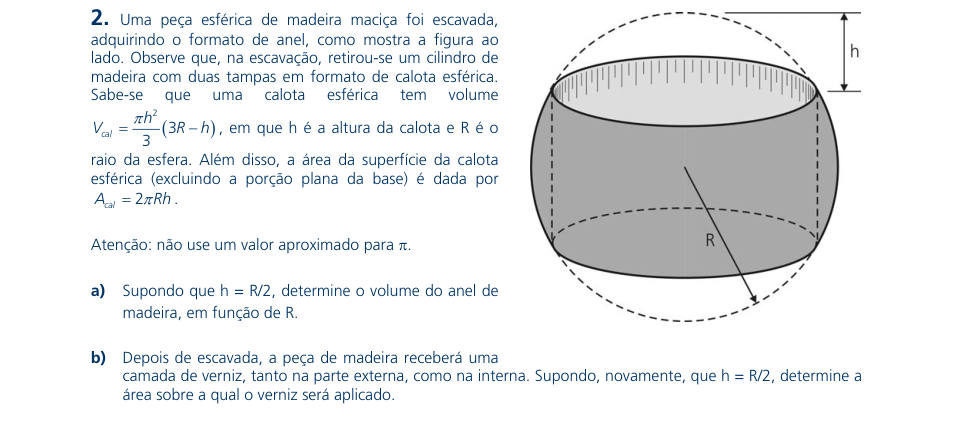 2. Uma peça esférica de madeira maciça foi escavada,
adquirindo o formato de anel, como mostra a figura ao
lado. Observe que, na escavação, retirou-se um cilindro de
madeira com duas tampas em formato de calota esférica.
Sabe-se que uma calota esférica tem volume
V_cal = πh²/3 (3R – h), em que h é a altura da calota e R é o
raio da esfera. Além disso, a área da superfície da calota
esférica (excluindo a porção plana da base) é dada por
A_cal = 2πRh.
Atenção: não use um valor aproximado para π.
a) Supondo que h = R/2, determine o volume do anel de
madeira, em função de R.
b) Depois de escavada, a peça de madeira receberá uma
camada de verniz, tanto na parte externa, como na interna. Supondo, novamente, que h = R/2, determine a
área sobre a qual o verniz será aplicado.
h
R